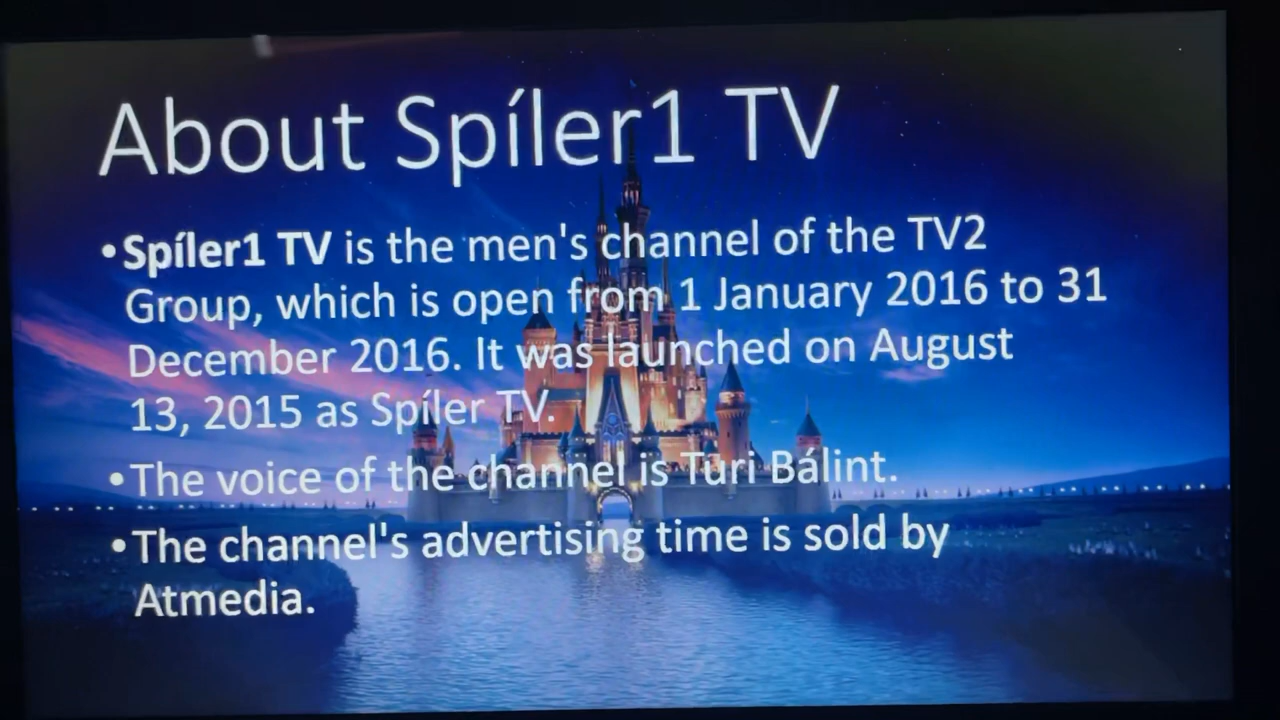 About Spíler1 TV
•Spíler1 TV is the men's channel of the TV2
Group, which is open from 1 January 2016 to 31
December 2016. It was launched on August
13, 2015 as Spíler TV.
•The voice of the channel is Turi Bálint.
•The channel's advertising time is sold by
Atmedia.